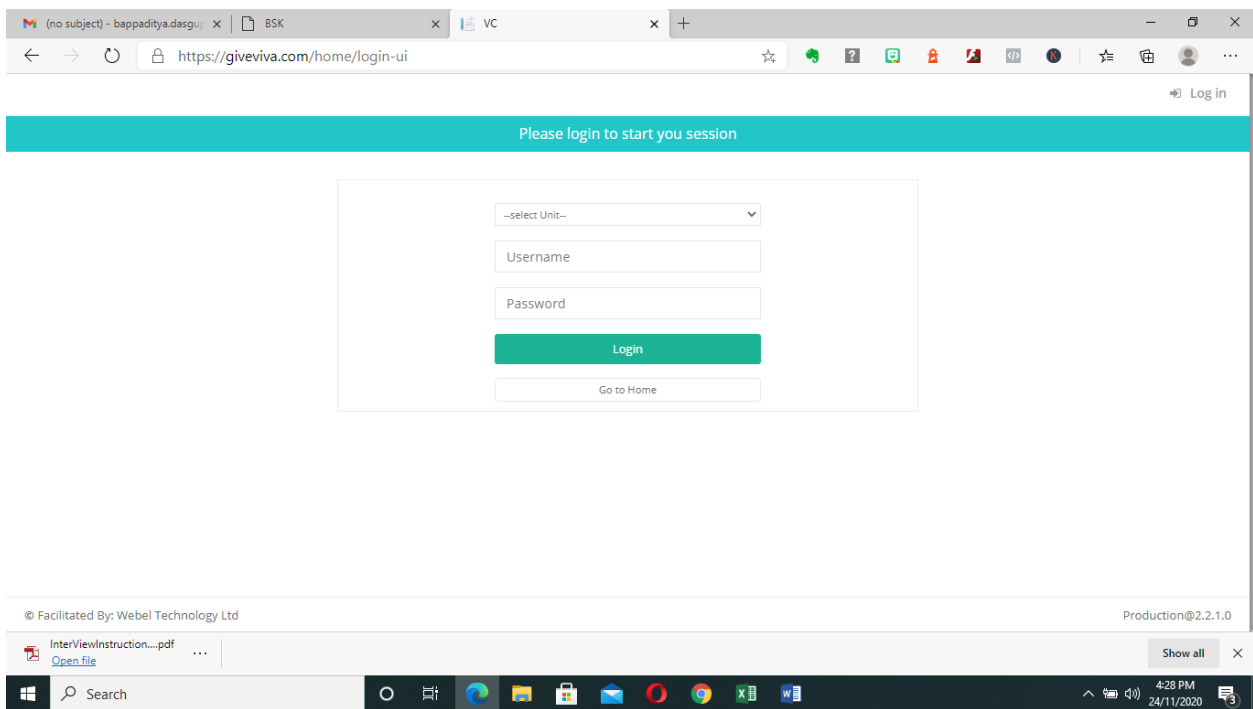 (no subject) - bappaditya.dasgup
BSK
VC
https://giveviva.com/home/login-ui
Log in
Please login to start you session
--select Unit--
Username
Password
Login
Go to Home
© Facilitated By: Webel Technology Ltd
Production@2.2.1.0
InterViewInstruction....pdf
Open file
Show all
Search
4:28 PM
24/11/2020